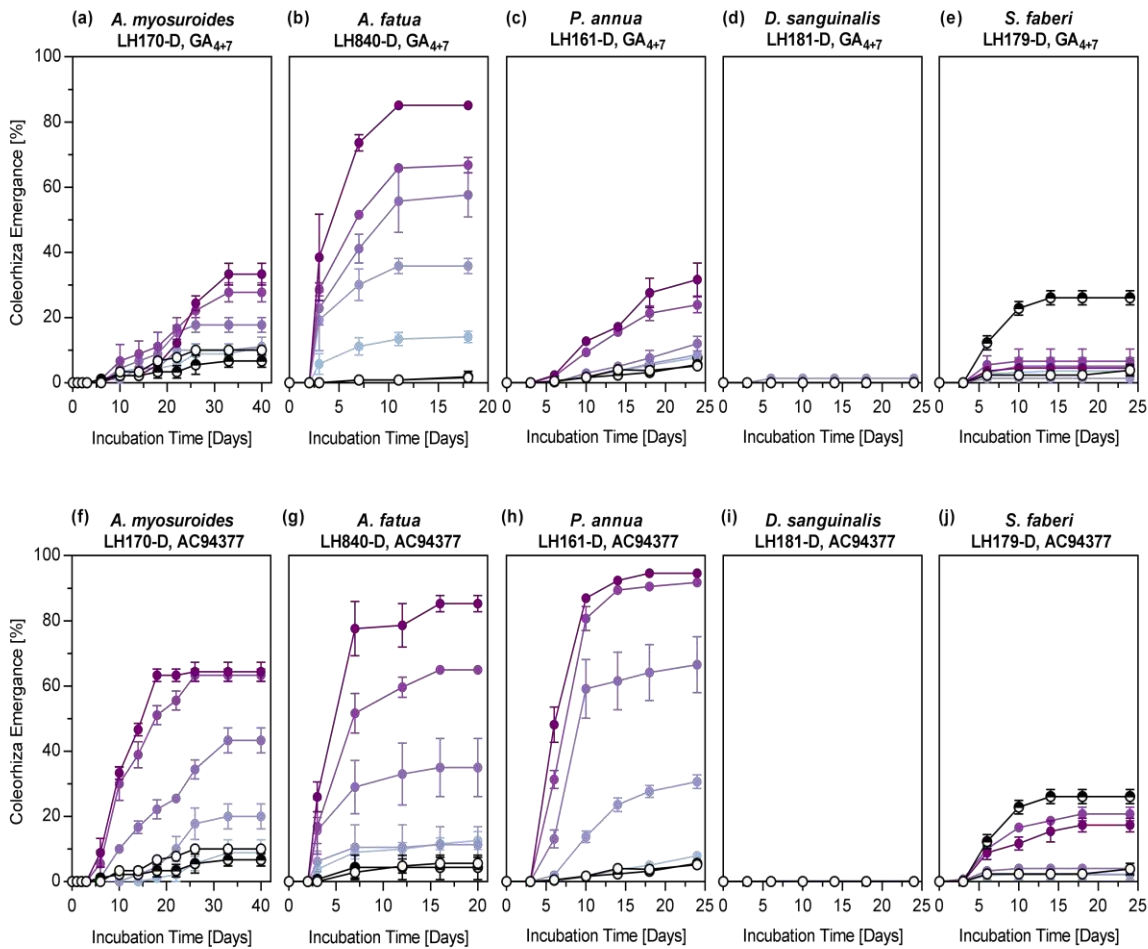 (a) A. myosuroides
LH170-D, GA4+7
(b) A. fatua
LH840-D, GA4+7
(c) P. annua
LH161-D, GA4+7
(d) D. sanguinalis
LH181-D, GA4+7
(e) S. faberi
LH179-D, GA4+7
Coleorhiza Emergance [%]
100
80
60
40
20
0
0 10 20 30 40
0 5 10 15 20
0 5 10 15 20 25
0 5 10 15 20 25
0 5 10 15 20 25
Incubation Time [Days]
Incubation Time [Days]
Incubation Time [Days]
Incubation Time [Days]
Incubation Time [Days]
(f) A. myosuroides
LH170-D, AC94377
(g) A. fatua
LH840-D, AC94377
(h) P. annua
LH161-D, AC94377
(i) D. sanguinalis
LH181-D, AC94377
(j) S. faberi
LH179-D, AC94377
Coleorhiza Emergance [%]
100
80
60
40
20
0
0 10 20 30 40
0 5 10 15 20
0 5 10 15 20 25
0 5 10 15 20 25
0 5 10 15 20 25
Incubation Time [Days]
Incubation Time [Days]
Incubation Time [Days]
Incubation Time [Days]
Incubation Time [Days]